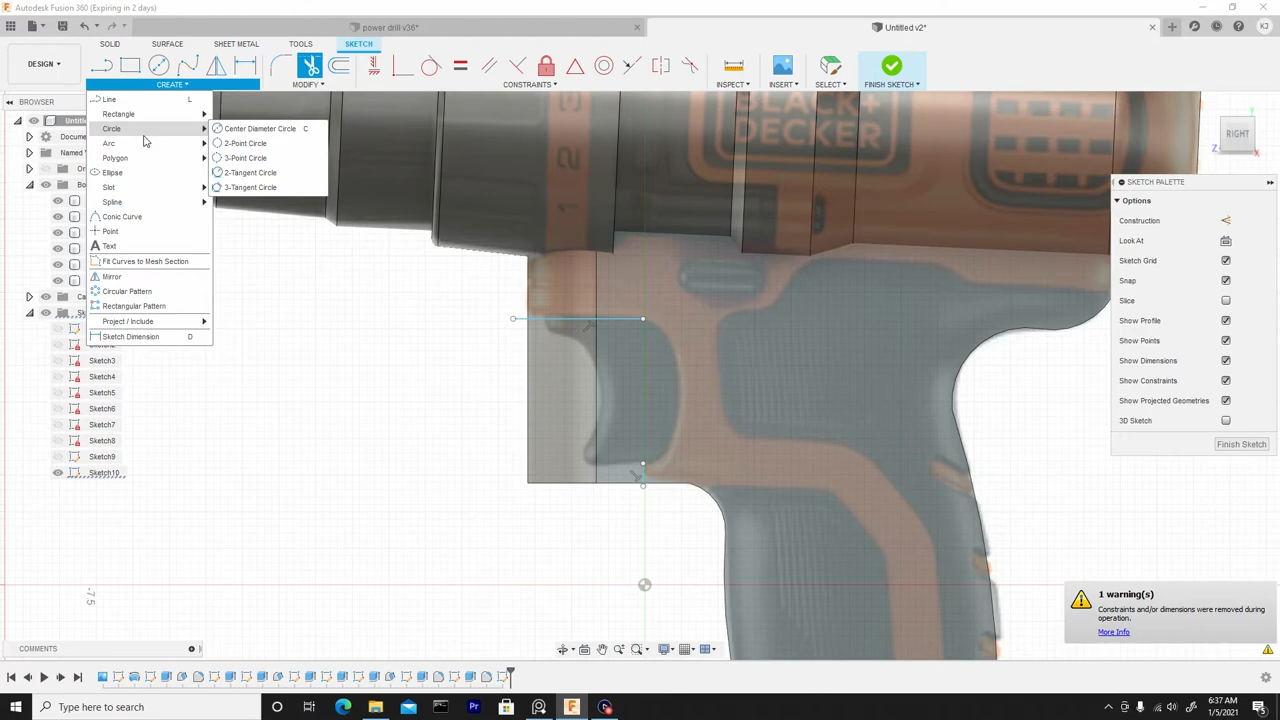 Autodesk Fusion 360 (Expiring in 2 days)
power drill v36*
Untitled v2*
KJ
SOLID
SURFACE
SHEET METAL
TOOLS
SKETCH
DESIGN
CREATE
MODIFY
CONSTRAINTS
INSPECT
INSERT
SELECT
FINISH SKETCH
BROWSER
Line L
Rectangle
Circle
Arc
Polygon
Ellipse
Slot
Spline
Conic Curve
Point
Text
Fit Curves to Mesh Section
Mirror
Circular Pattern
Rectangular Pattern
Project / Include
Sketch Dimension D
Center Diameter Circle C
2-Point Circle
3-Point Circle
2-Tangent Circle
3-Tangent Circle
Sketch3
Sketch4
Sketch5
Sketch6
Sketch7
Sketch8
Sketch9
Sketch10
DECKER
RIGHT
Z
X
SKETCH PALETTE
Options
Construction
Look At
Sketch Grid
Snap
Slice
Show Profile
Show Points
Show Dimensions
Show Constraints
Show Projected Geometries
3D Sketch
Finish Sketch
7.5
1 warning(s)
Constraints and/or dimensions were removed during
operation.
More Info
COMMENTS
Type here to search
6:37 AM
1/5/2021